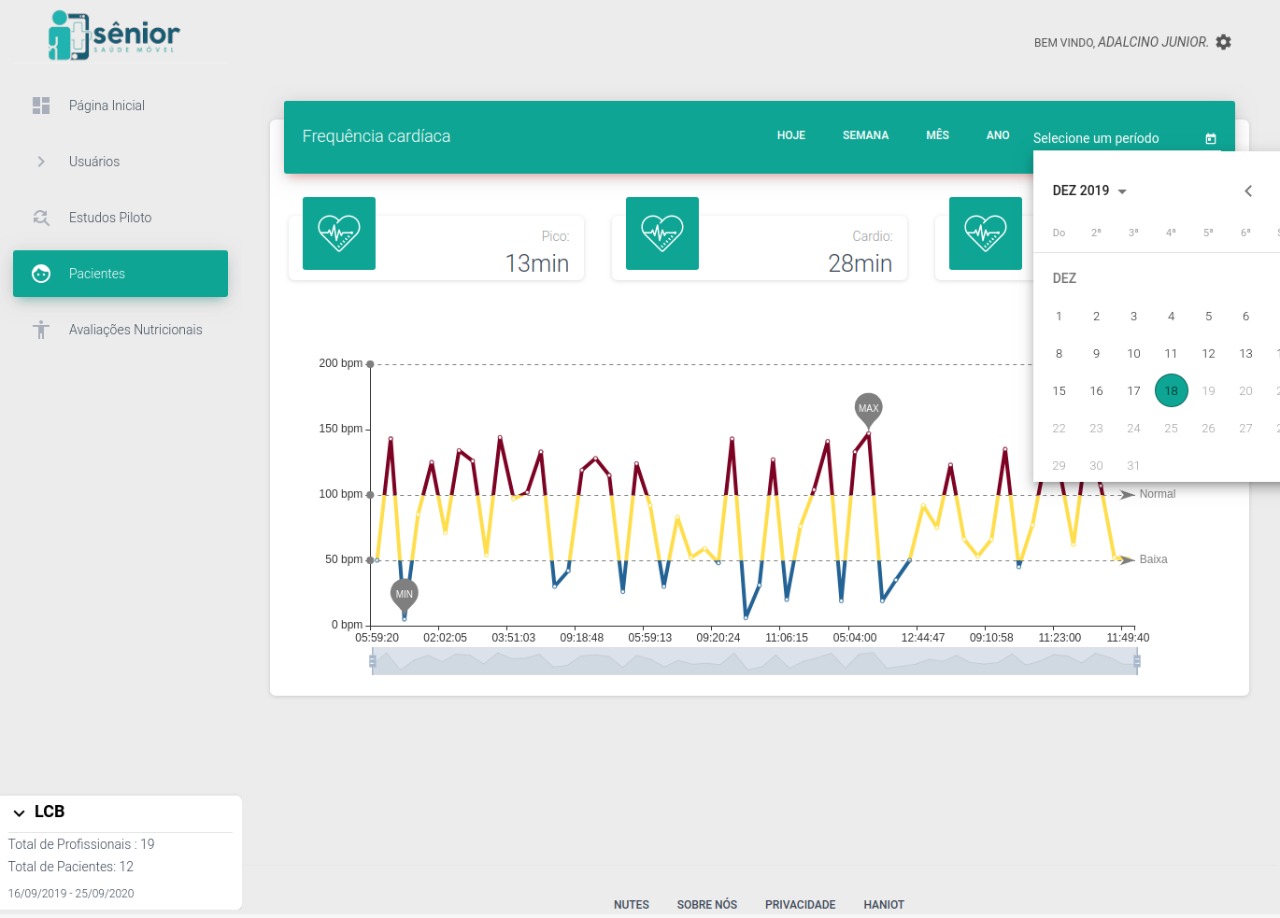 sênior
SAÚDE MÓVEL
BEM VINDO, ADALCINO JUNIOR.
Página Inicial
Usuários
Estudos Piloto
Pacientes
Avaliações Nutricionais
Frequência cardíaca
HOJE SEMANA MÊS ANO Selecione um período
Pico:
13min
Cardio:
28min
DEZ 2019
Do 2ª 3ª 4ª 5ª 6ª
DEZ
1 2 3 4 5 6
8 9 10 11 12 13
15 16 17 18 19 20
22 23 24 25 26 27
29 30 31
200 bpm
150 bpm
100 bpm
50 bpm
0 bpm
MAX
MIN
Normal
Baixa
05:59:20 02:02:05 03:51:03 09:18:48 05:59:13 09:20:24 11:06:15 05:04:00 12:44:47 09:10:58 11:23:00 11:49:40
LCB
Total de Profissionais : 19
Total de Pacientes: 12
16/09/2019 - 25/09/2020
NUTES SOBRE NÓS PRIVACIDADE HANIOT